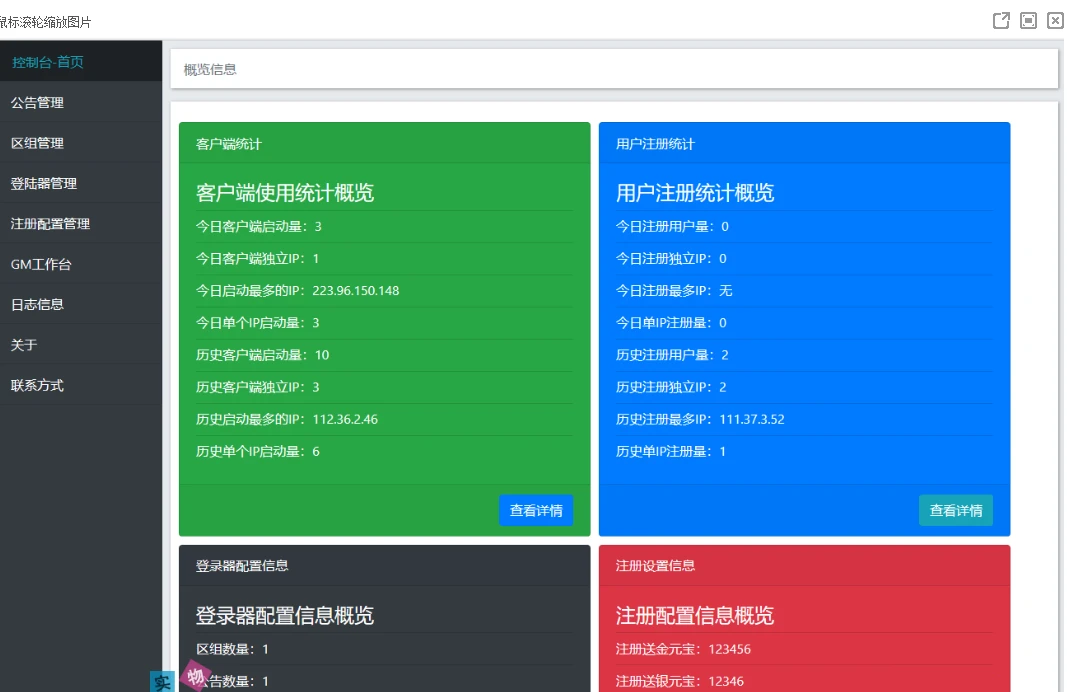 鼠标滚轮缩放图片
控制台-首页
公告管理
区组管理
登陆器管理
注册配置管理
GM工作台
日志信息
关于
联系方式
概览信息
客户端统计
客户端使用统计概览
今日客户端启动量：3
今日客户端独立IP：1
今日启动最多的IP：223.96.150.148
今日单个IP启动量：3
历史客户端启动量：10
历史客户端独立IP：3
历史启动最多的IP：112.36.2.46
历史单个IP启动量：6
查看详情
用户注册统计
用户注册统计概览
今日注册用户量：0
今日注册独立IP：0
今日注册最多IP：无
今日单IP注册量：0
历史注册用户量：2
历史注册独立IP：2
历史注册最多IP：111.37.3.52
历史单IP注册量：1
查看详情
登录器配置信息
登录器配置信息概览
区组数量：1
公告数量：1
注册设置信息
注册配置信息概览
注册送金元宝：123456
注册送银元宝：12346
实物